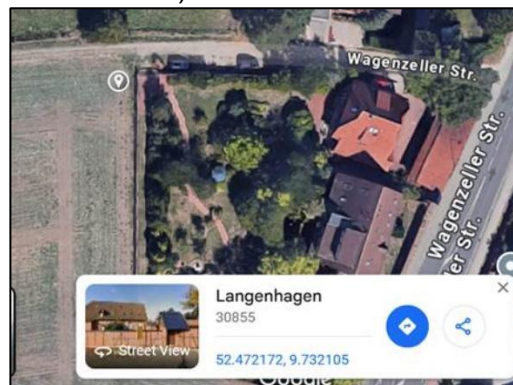 Wagenzeller Str.
Wagenzeller Str.
ler Str.
Langenhagen
30855
Street View
52.472172, 9.732105